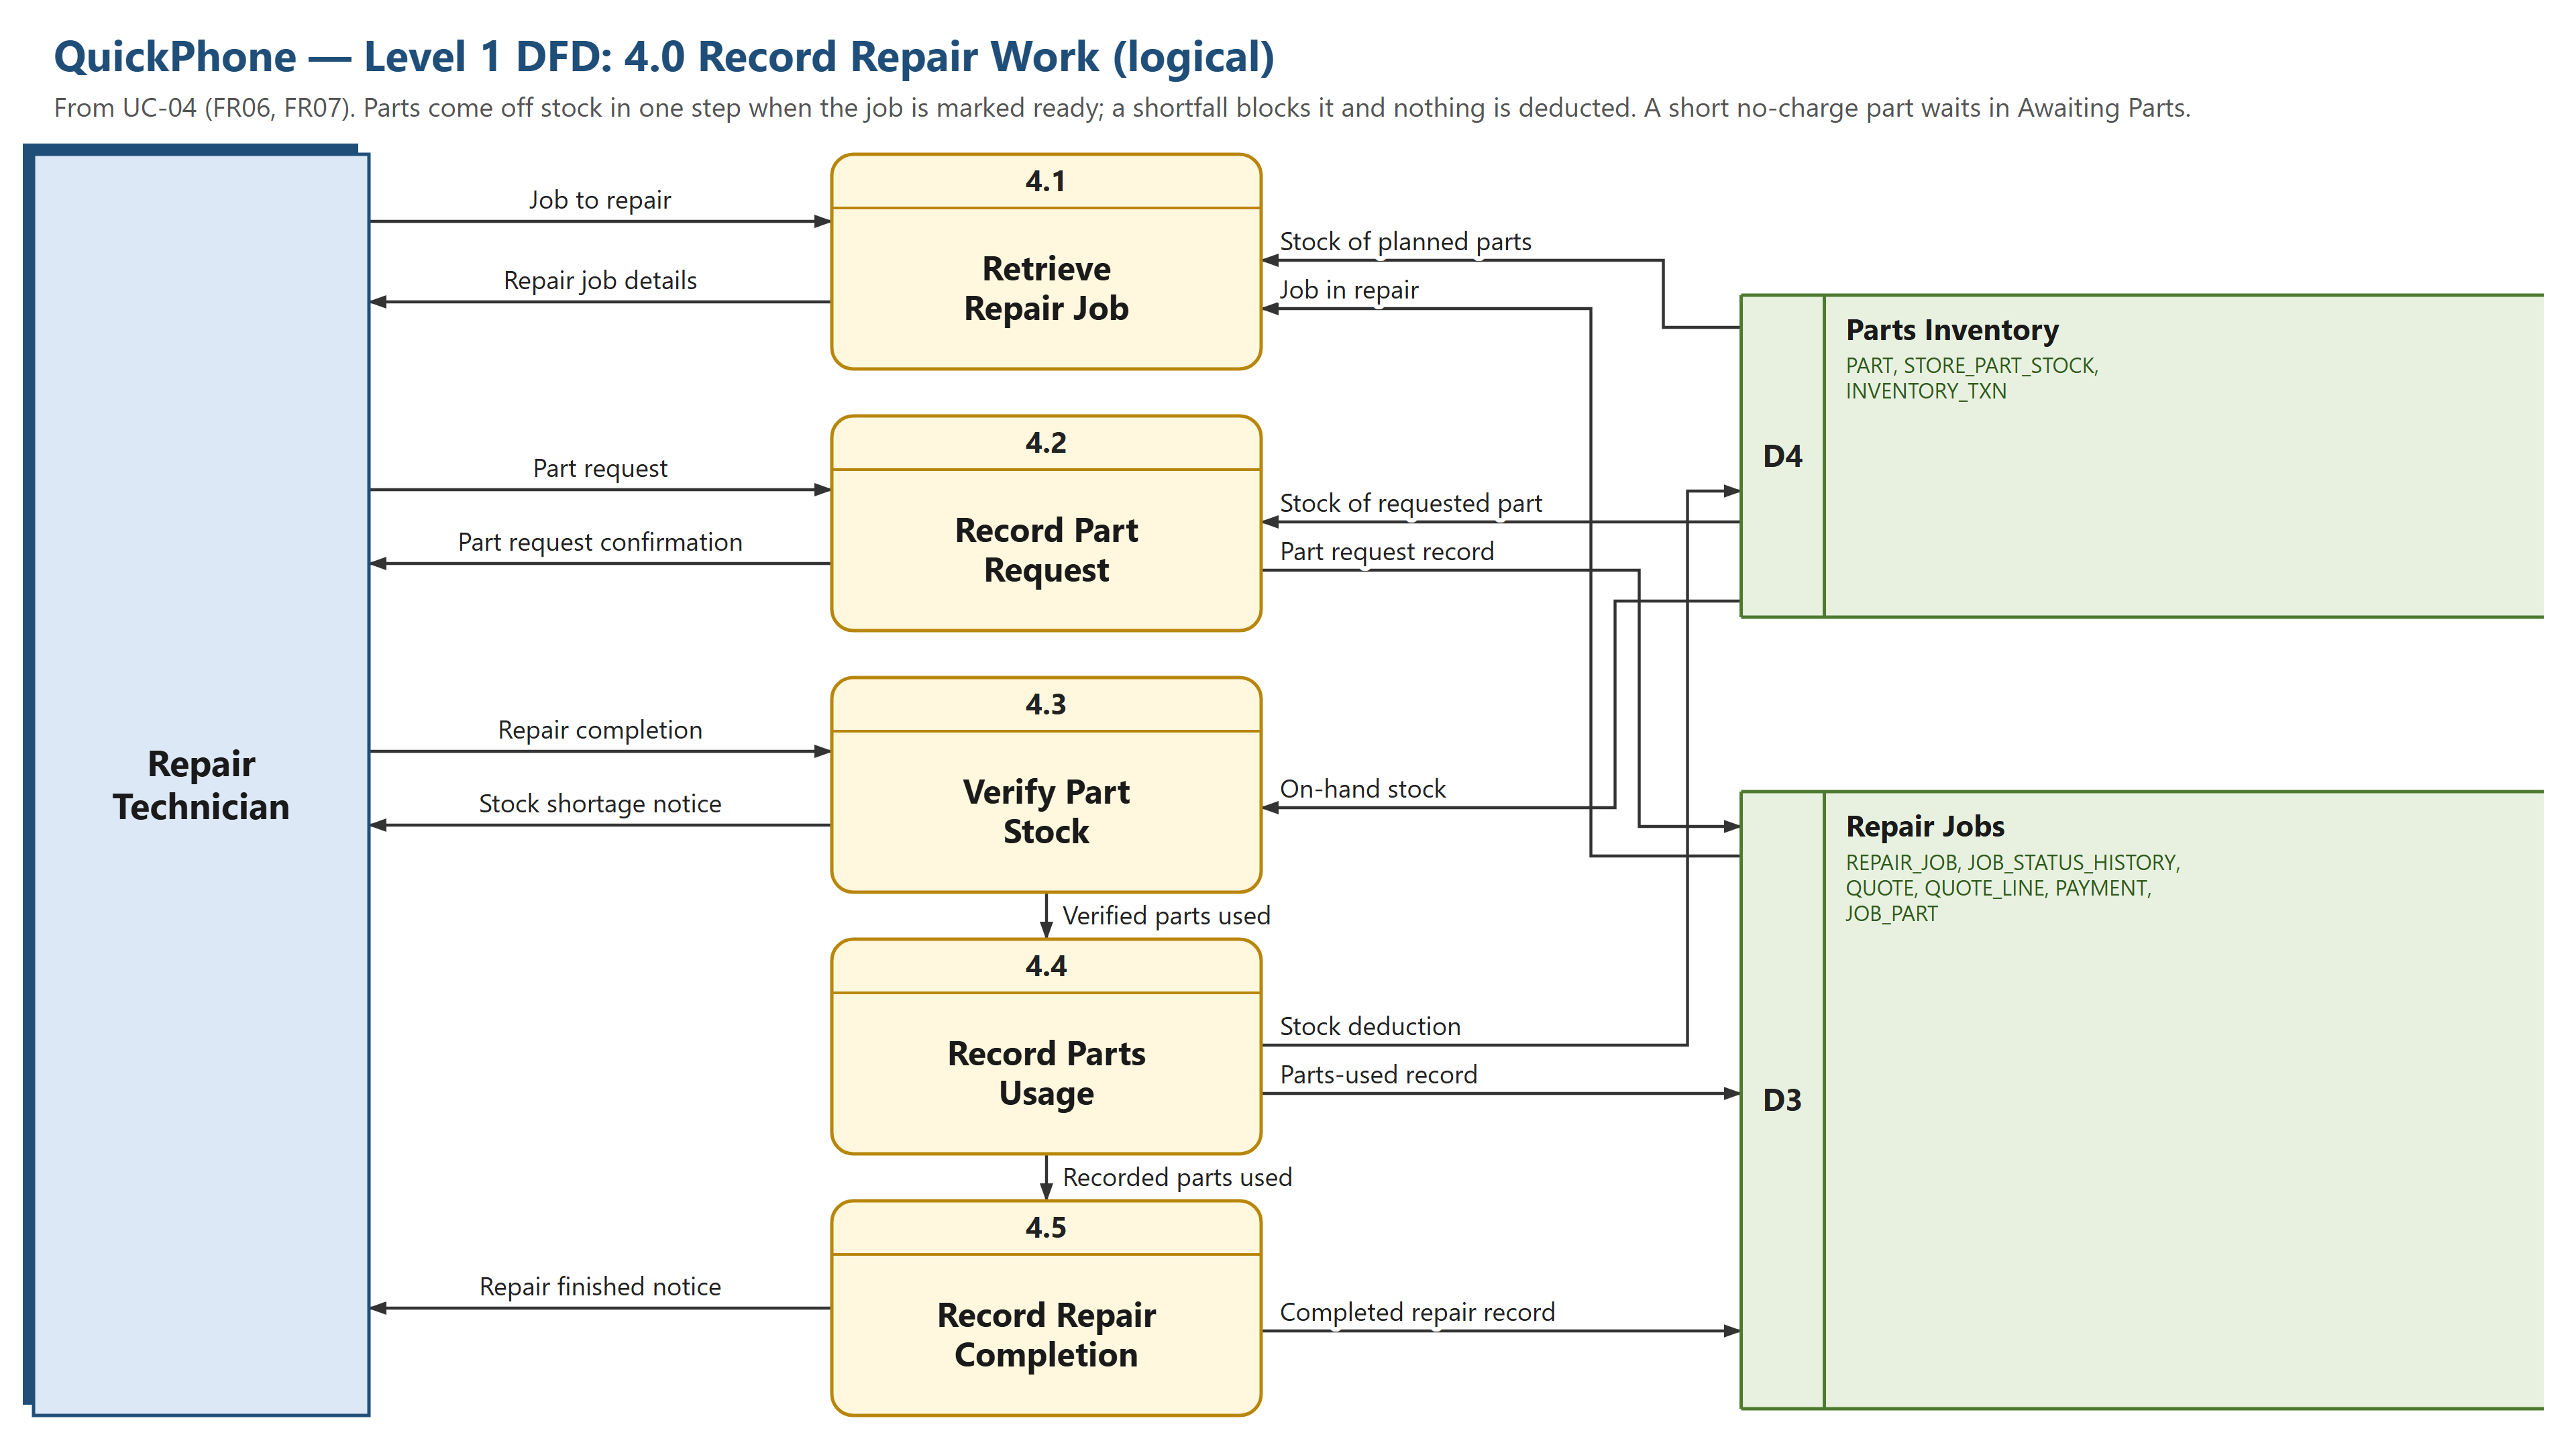 QuickPhone — Level 1 DFD: 4.0 Record Repair Work (logical)
From UC-04 (FR06, FR07). Parts come off stock in one step when the job is marked ready; a shortfall blocks it and nothing is deducted. A short no-charge part waits in Awaiting Parts.
Repair
Technician
Job to repair
Repair job details
4.1
Retrieve
Repair Job
Stock of planned parts
Job in repair
Part request
Part request confirmation
4.2
Record Part
Request
Stock of requested part
Part request record
Repair completion
Stock shortage notice
4.3
Verify Part
Stock
On-hand stock
Verified parts used
4.4
Record Parts
Usage
Stock deduction
Parts-used record
Recorded parts used
Repair finished notice
4.5
Record Repair
Completion
Completed repair record
D4
Parts Inventory
PART, STORE_PART_STOCK,
INVENTORY_TXN
D3
Repair Jobs
REPAIR_JOB, JOB_STATUS_HISTORY,
QUOTE, QUOTE_LINE, PAYMENT,
JOB_PART